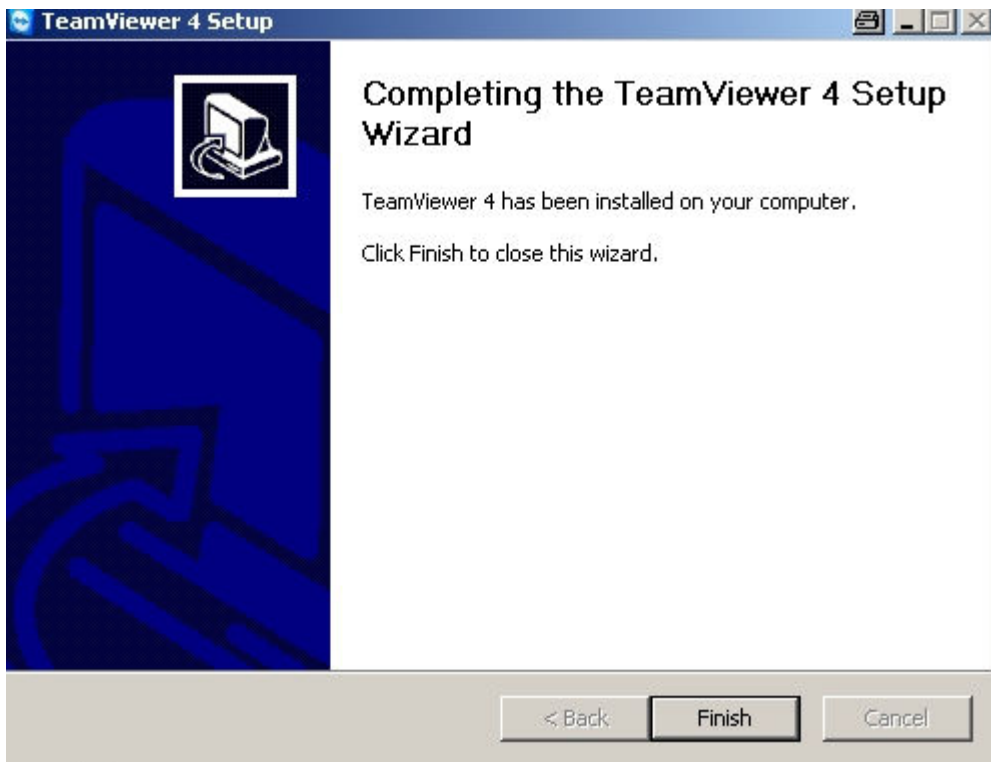 TeamViewer 4 Setup
Completing the TeamViewer 4 Setup
Wizard
TeamViewer 4 has been installed on your computer.
Click Finish to close this wizard.
< Back
Finish
Cancel